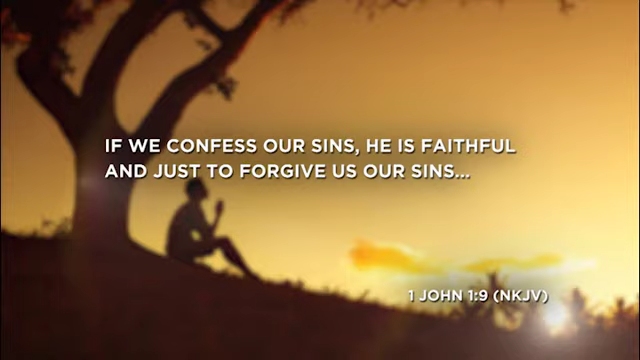 IF WE CONFESS OUR SINS, HE IS FAITHFUL
AND JUST TO FORGIVE US OUR SINS...
1 JOHN 1:9 (NKJV)